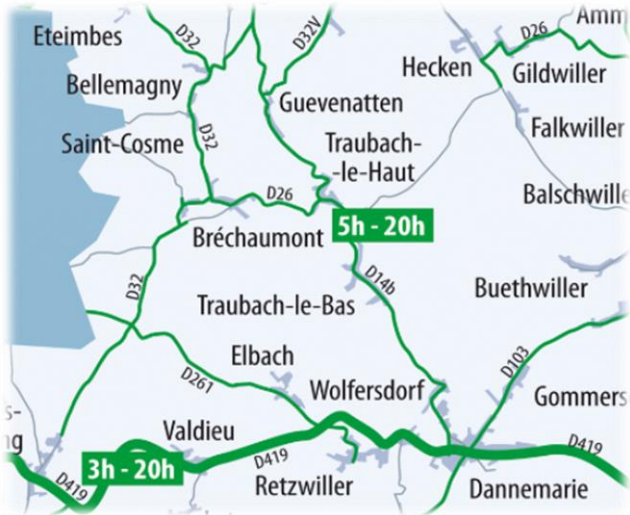 Amm
Eteimbes
D32
D32V
D26
Hecken
Gildwiller
Bellemagny
Guevenatten
Falkwiller
Saint-Cosme
D32
Traubach-
-le-Haut
D26
Balschwille
Bréchaumont
5h - 20h
D32
D14b
Buethwiller
Traubach-le-Bas
Elbach
D261
Wolfersdorf
D103
Gommers
s-
ng
Valdieu
3h - 20h
D419
D419
D419
Retzwiller
Dannemarie